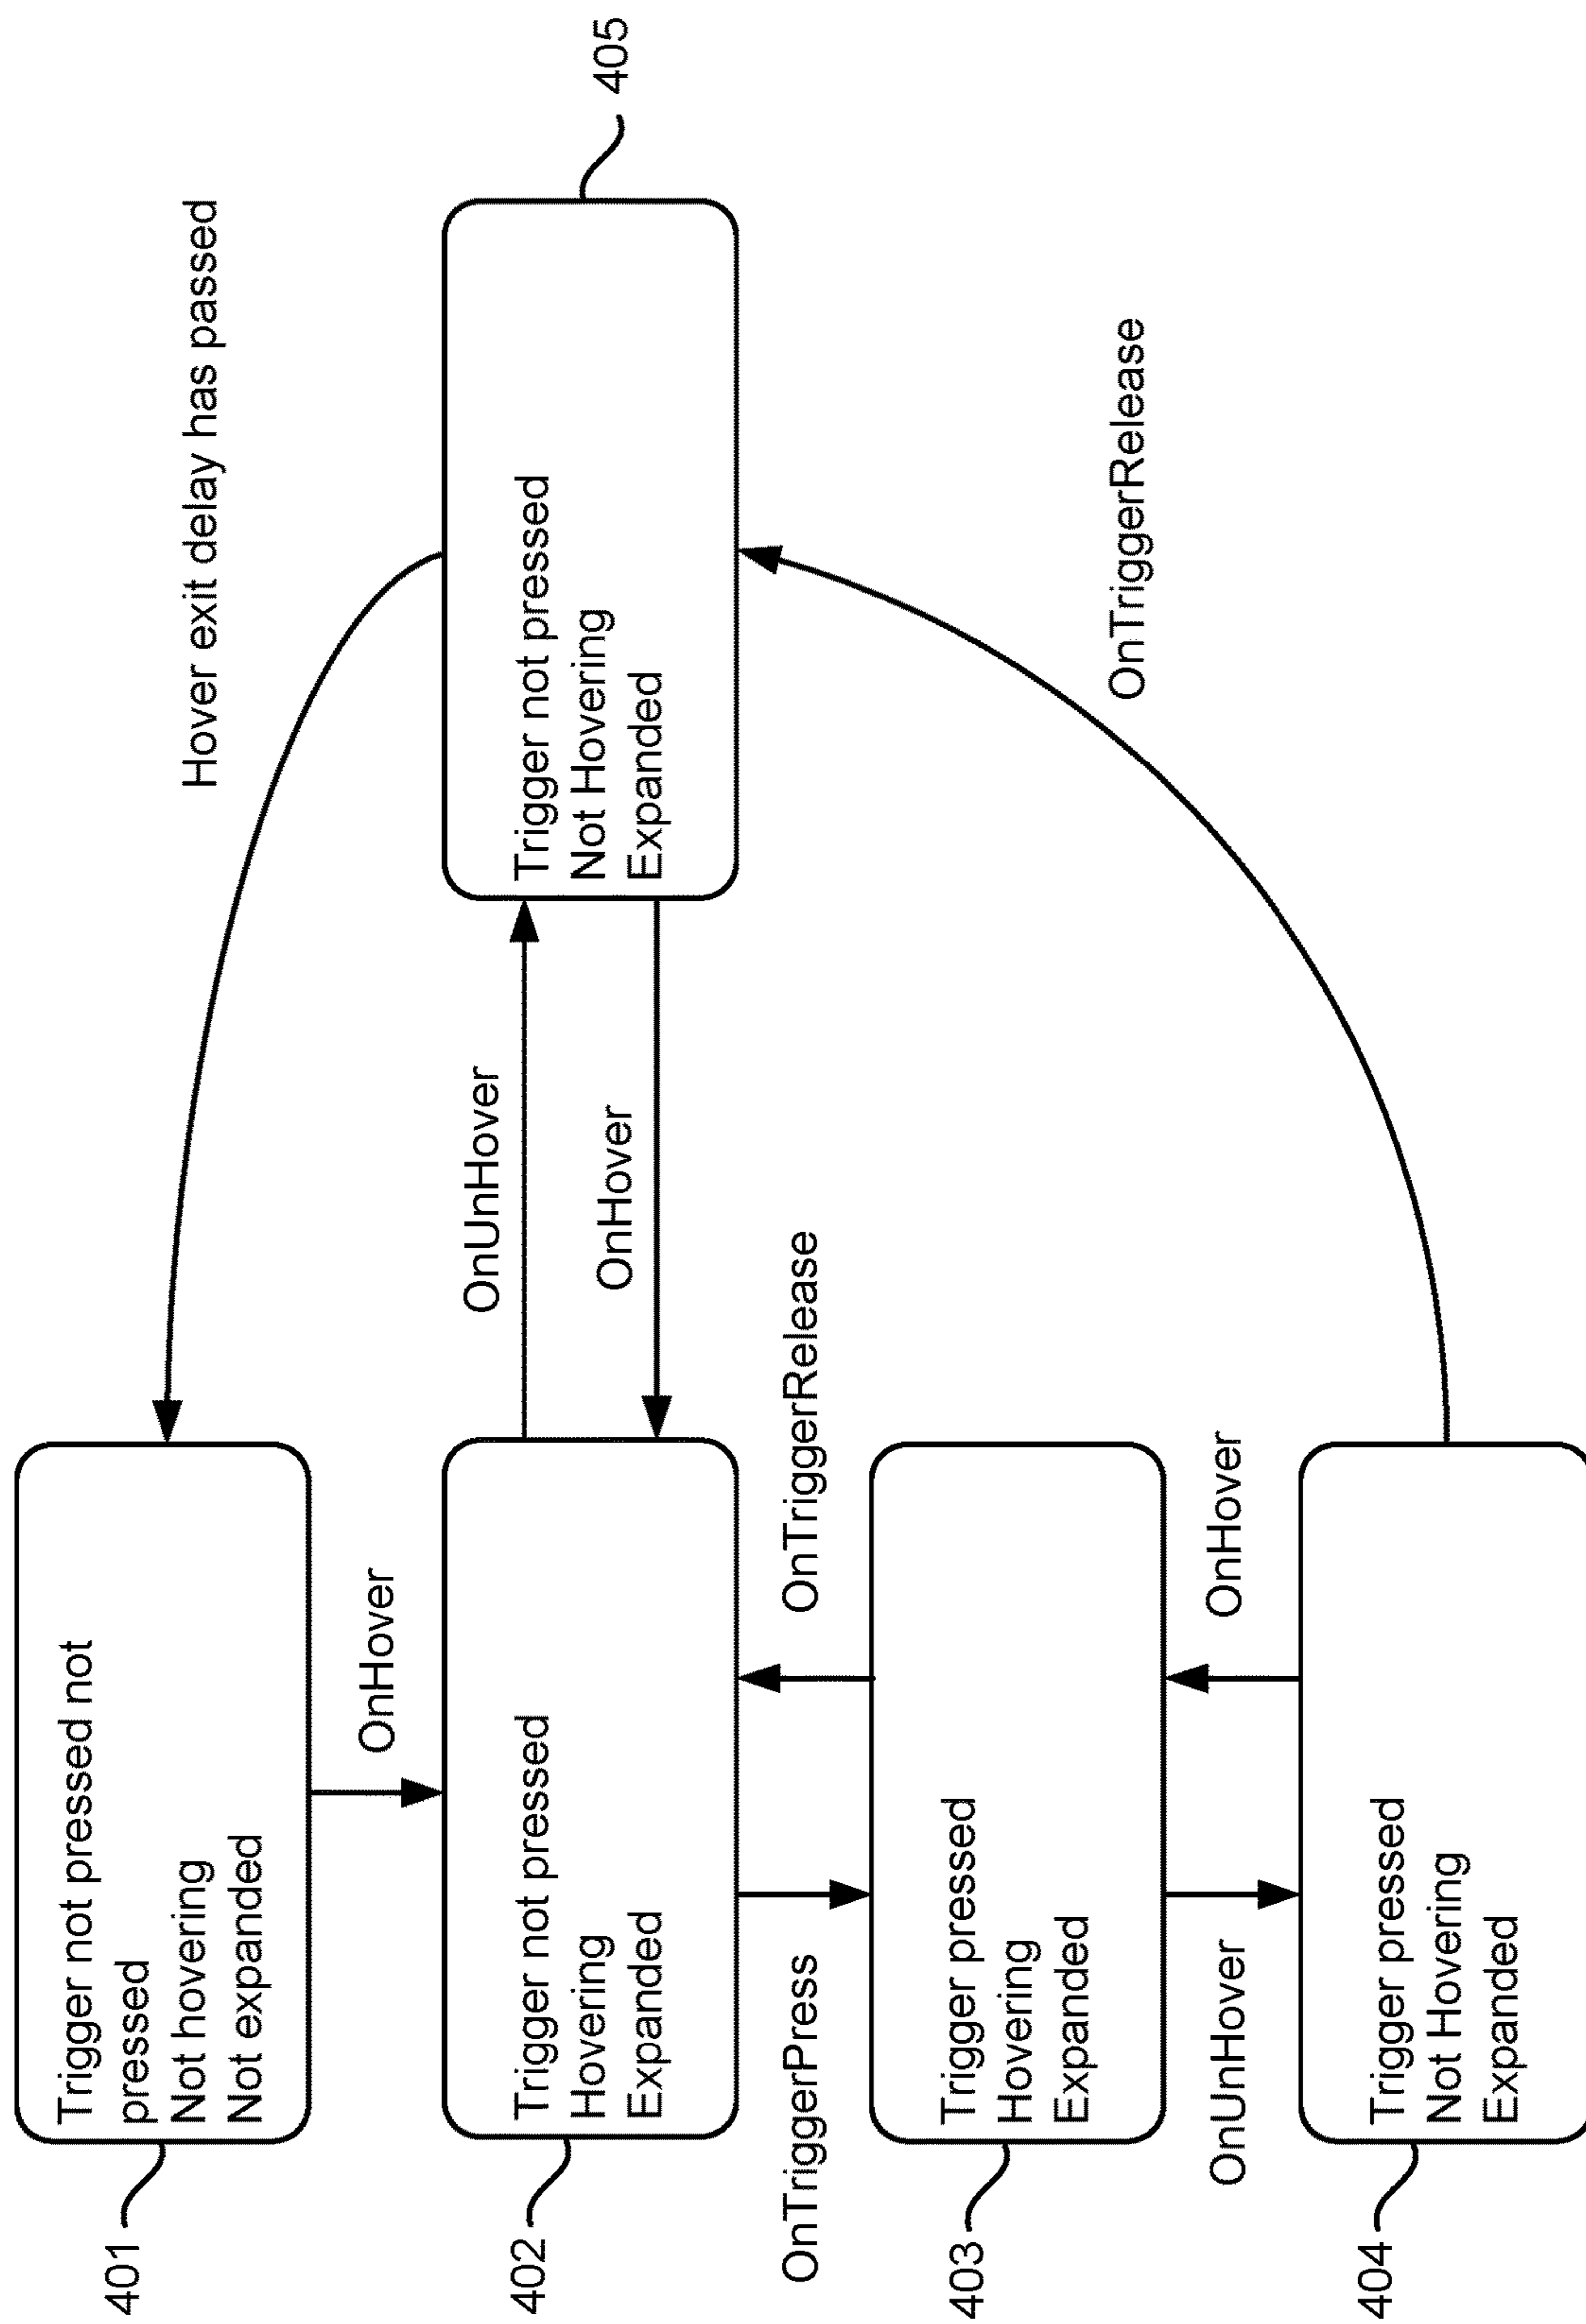 401
Trigger not pressed not
pressed
Not hovering
Not expanded
Hover exit delay has passed
OnHover
402
Trigger not pressed
Hovering
Expanded
OnUnHover
OnHover
Trigger not pressed
Not Hovering
Expanded
405
OnTriggerPress
OnTriggerRelease
403
Trigger pressed
Hovering
Expanded
OnTriggerRelease
OnUnHover
OnHover
404
Trigger pressed
Not Hovering
Expanded